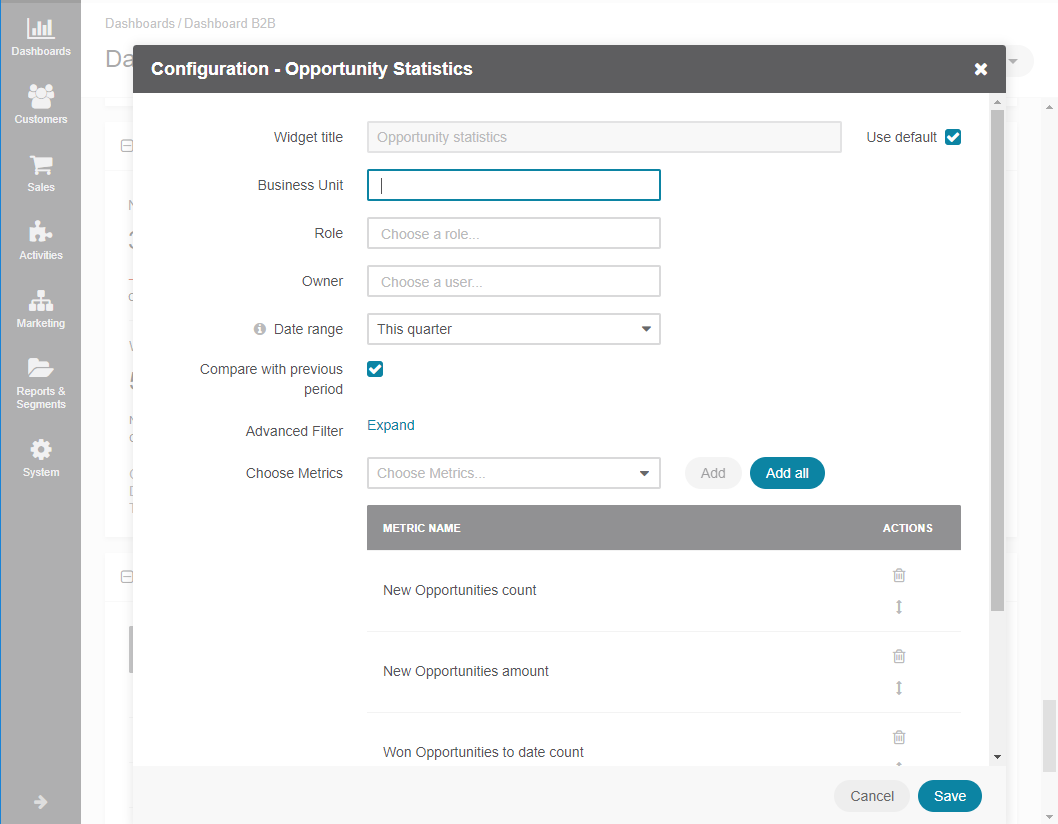 Dashboards / Dashboard B2B
Dashboards
Customers
Sales
Activities
Marketing
Reports &
Segments
System
Configuration - Opportunity Statistics
Widget title
Opportunity statistics
Use default
Business Unit
Role
Choose a role...
Owner
Choose a user...
Date range
This quarter
Compare with previous
period
Advanced Filter
Expand
Choose Metrics
Choose Metrics...
Add
Add all
METRIC NAME
ACTIONS
New Opportunities count
New Opportunities amount
Won Opportunities to date count
Cancel
Save